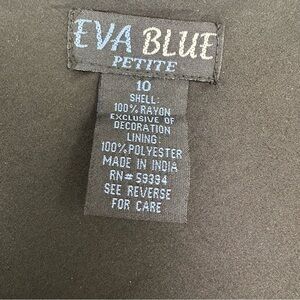 EVA BLUE
PETITE
10
SHELL:
100% RAYON
EXCLUSIVE OF
DECORATION
LINING:
100% POLYESTER
MADE IN INDIA
RN# 59394
SEE REVERSE
FOR CARE